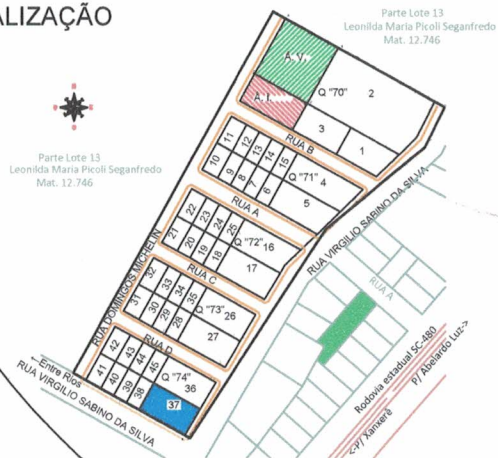 ALIZAÇÃO
Parte Lote 13
Leonilda Maria Picoli Seganfredo
Mat. 12.746
Parte Lote 13
Leonilda Maria Picoli Seganfredo
Mat. 12.746
Q "70"
2
3
1
RUA B
11
12
13
14
15
10
9
8
7
6
Q "71"
4
5
RUA A
22
23
24
25
21
20
19
18
Q "72"
16
17
RUA C
32
33
34
35
31
30
29
28
Q "73"
26
27
RUA D
42
43
44
45
41
40
39
38
Q "74"
36
37
RUA DOMINGOS MICHELIN
Entre Rios
RUA VIRGILIO SABINO DA SILVA
RUA VIRGILIO SABINO DA SILVA
RUA A
Rodovia estadual SC-480
P/ Abelardo Luz->
<-P/ Xanxerê